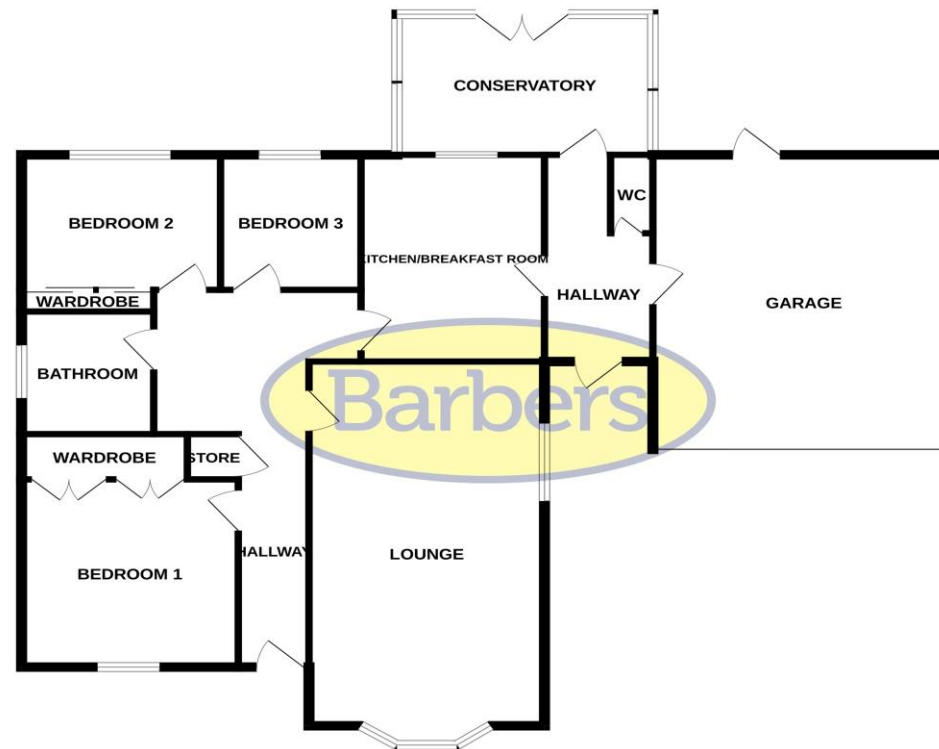 CONSERVATORY
BEDROOM 2
BEDROOM 3
WC
KITCHEN/BREAKFAST ROOM
HALLWAY
GARAGE
WARDROBE
BATHROOM
Barbers
WARDROBE
STORE
HALLWAY
LOUNGE
BEDROOM 1